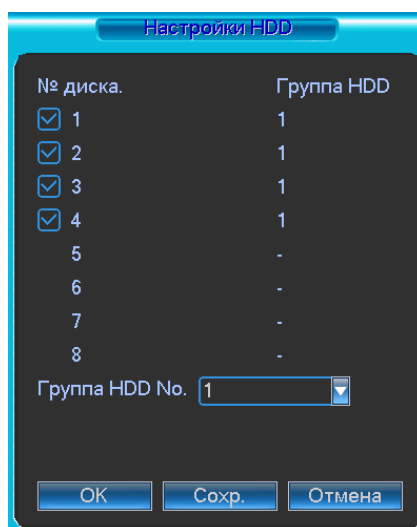 Настройки HDD
№ диска. Группа HDD
1 1
2 1
3 1
4 1
5 -
6 -
7 -
8 -
Группа HDD No. 1
OK Сохр. Отмена